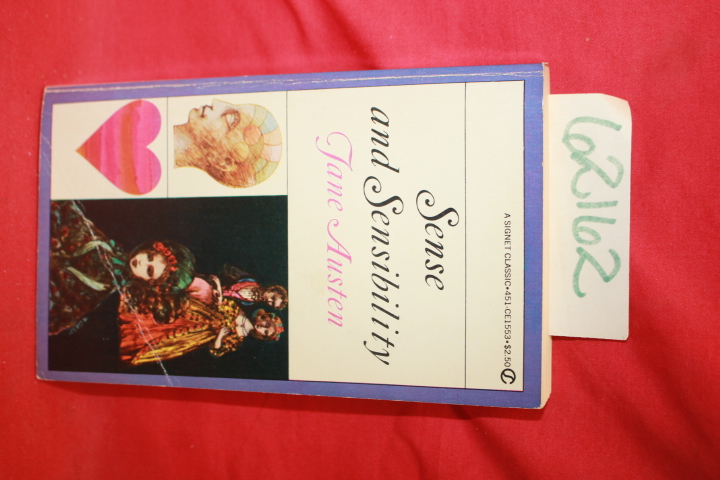 A SIGNET CLASSIC•451-CE1553•$2.50
Sense
and Sensibility
Jane Austen
62162